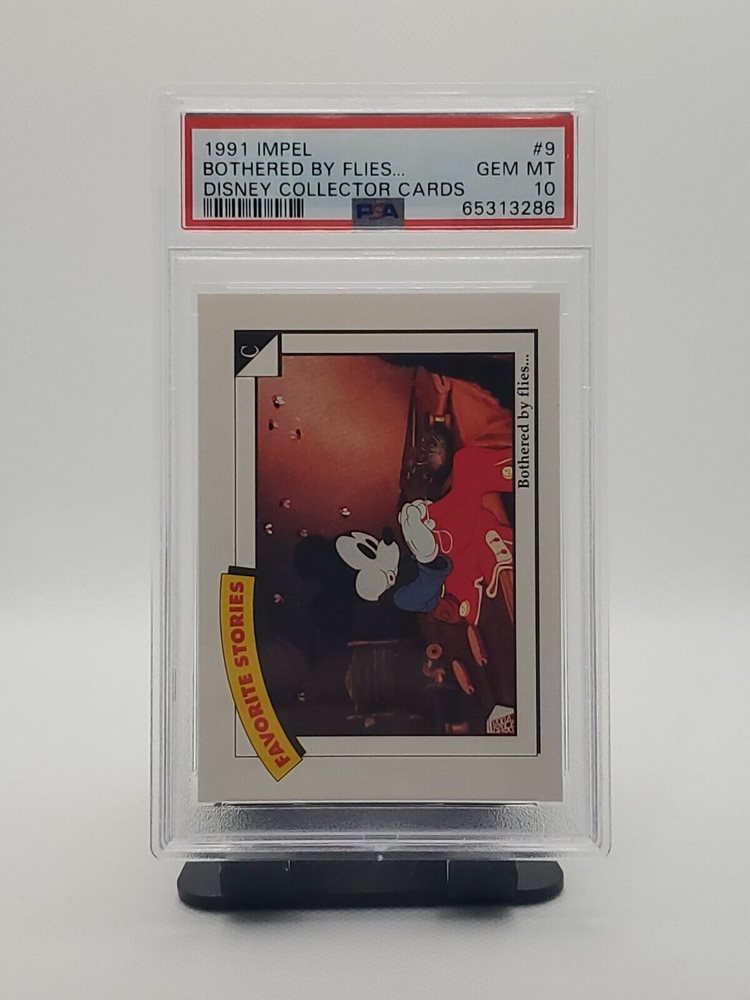 1991 IMPEL #9
BOTHERED BY FLIES... GEM MT
DISNEY COLLECTOR CARDS 10
PSA 65313286
C
Bothered by flies...
FAVORITE STORIES